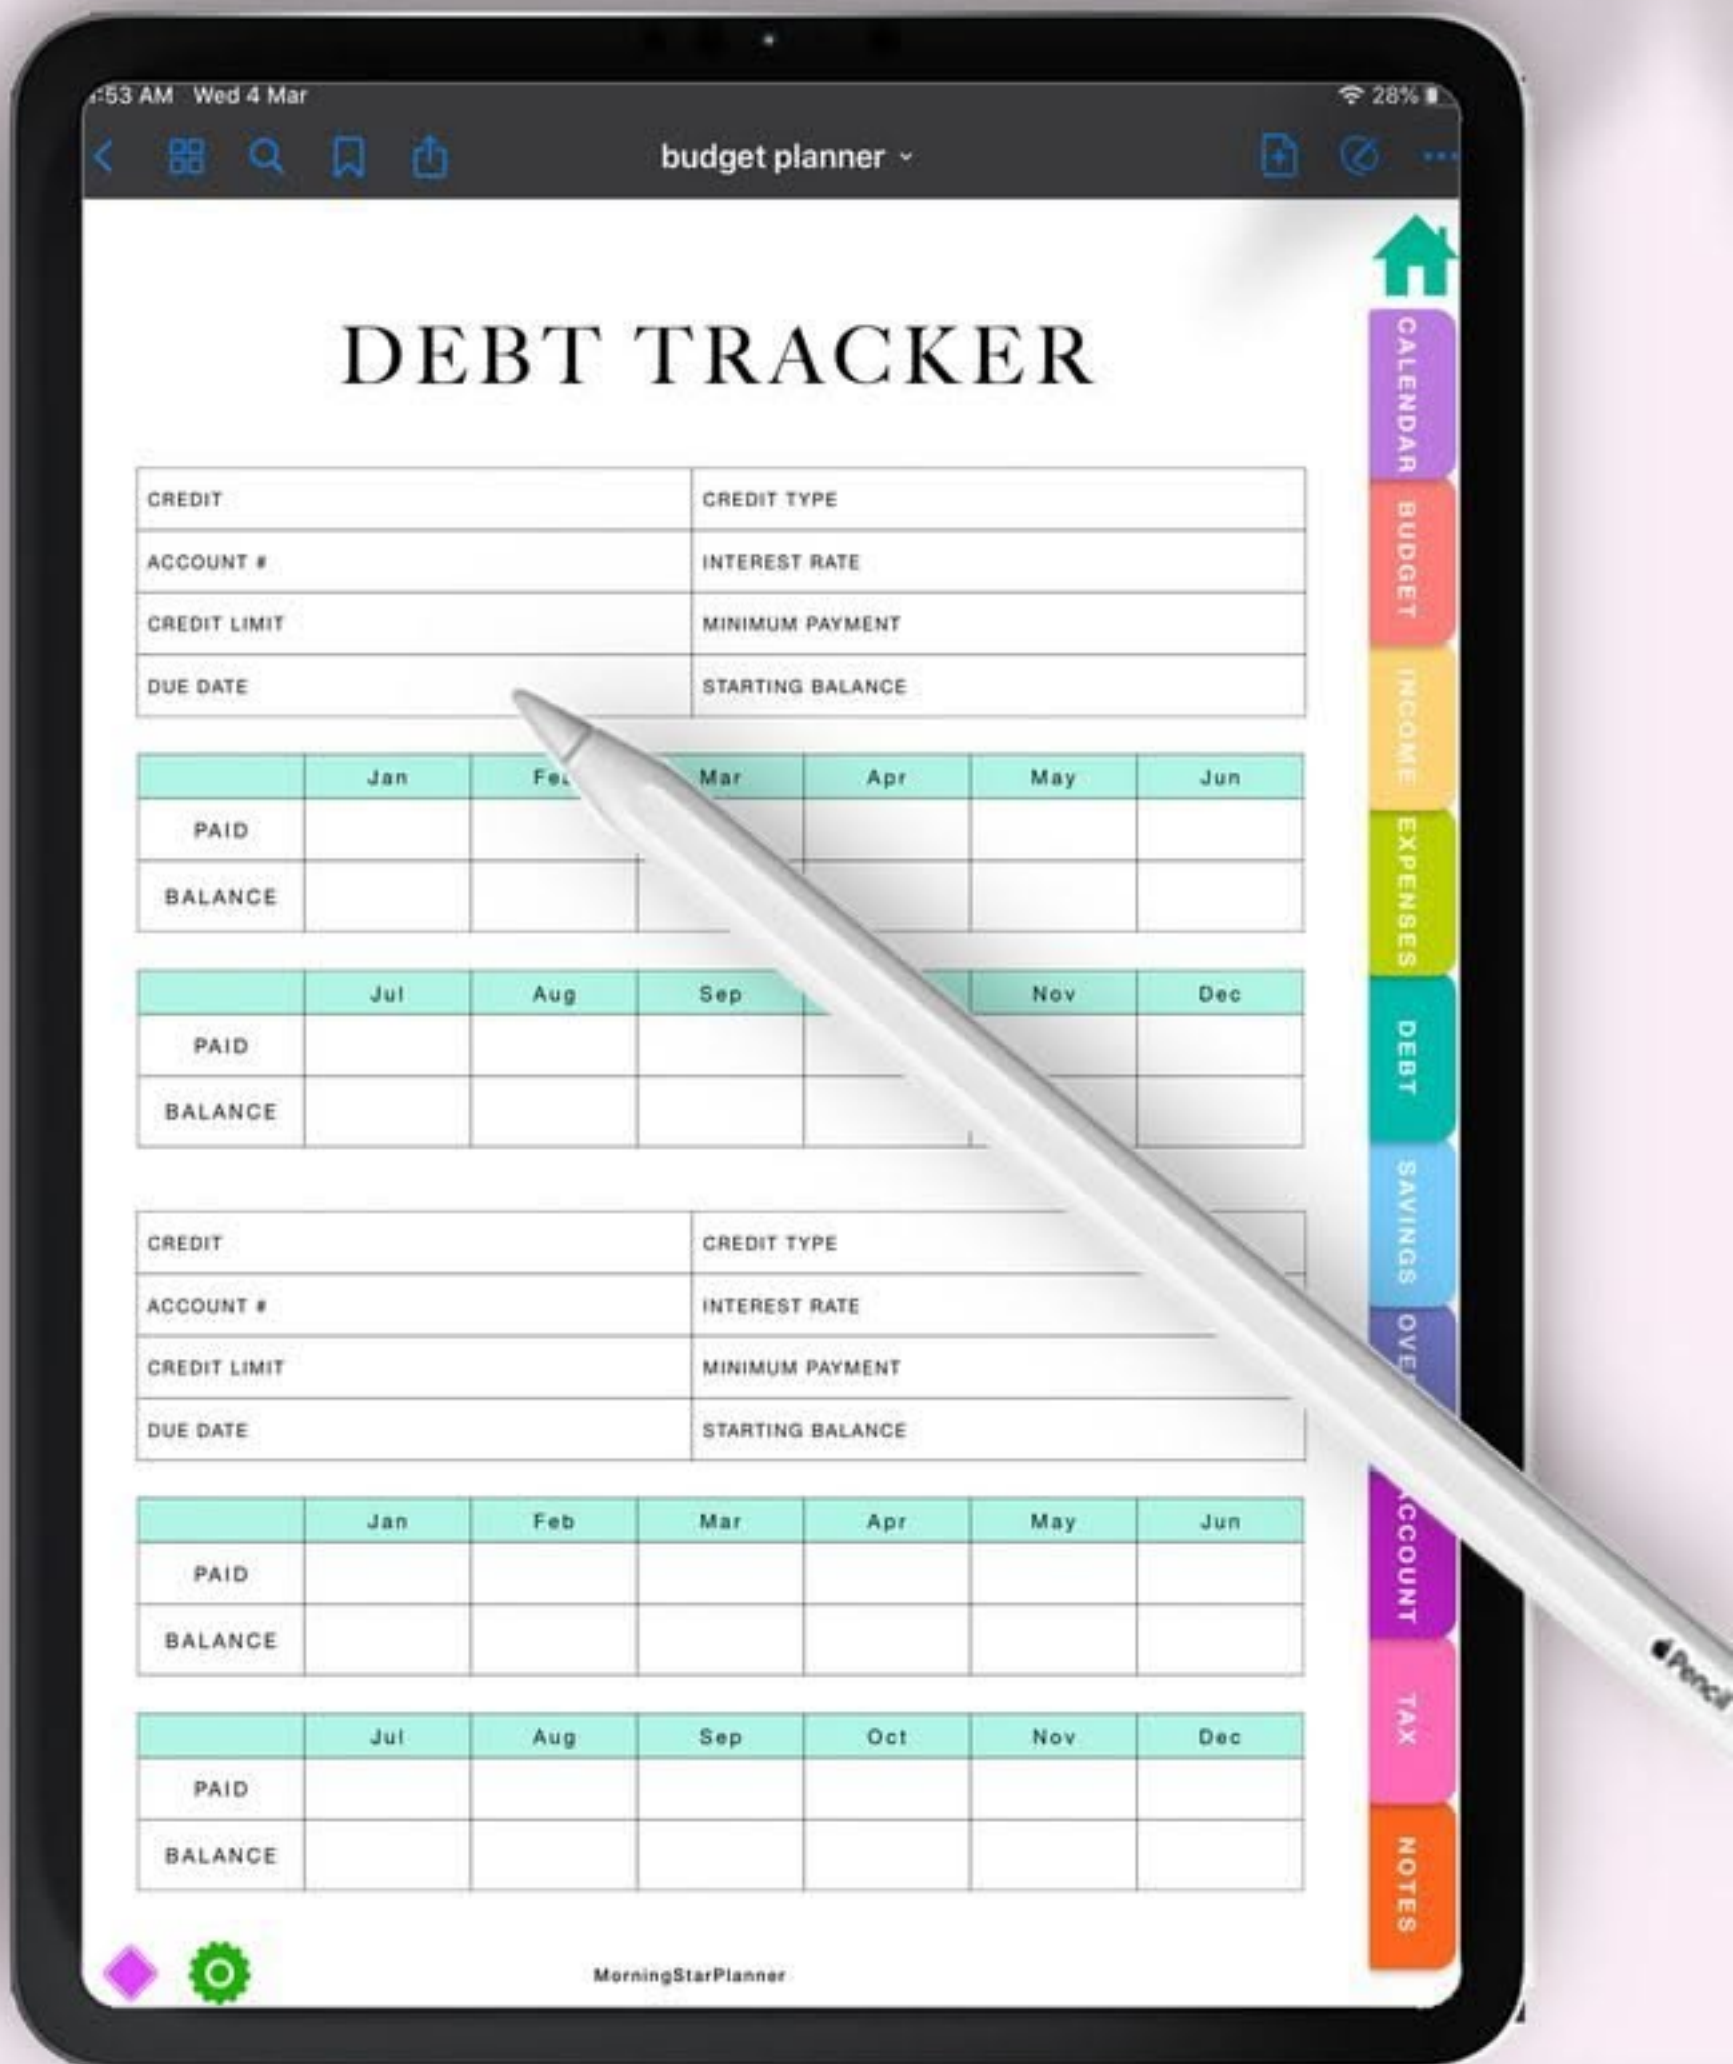 :53 AM Wed 4 Mar 28%
budget planner
DEBT TRACKER
CREDIT CREDIT TYPE
ACCOUNT # INTEREST RATE
CREDIT LIMIT MINIMUM PAYMENT
DUE DATE STARTING BALANCE
Jan Mar Apr May Jun
PAID
BALANCE
Jul Aug Sep Nov Dec
PAID
BALANCE
CREDIT CREDIT TYPE
ACCOUNT # INTEREST RATE
CREDIT LIMIT MINIMUM PAYMENT
DUE DATE STARTING BALANCE
Jan Feb Mar Apr May Jun
PAID
BALANCE
Jul Aug Sep Oct Nov Dec
PAID
BALANCE
MorningStarPlanner
CALENDAR
BUDGET
INCOME
EXPENSES
DEBT
SAVINGS
TAX
NOTES
Pencil